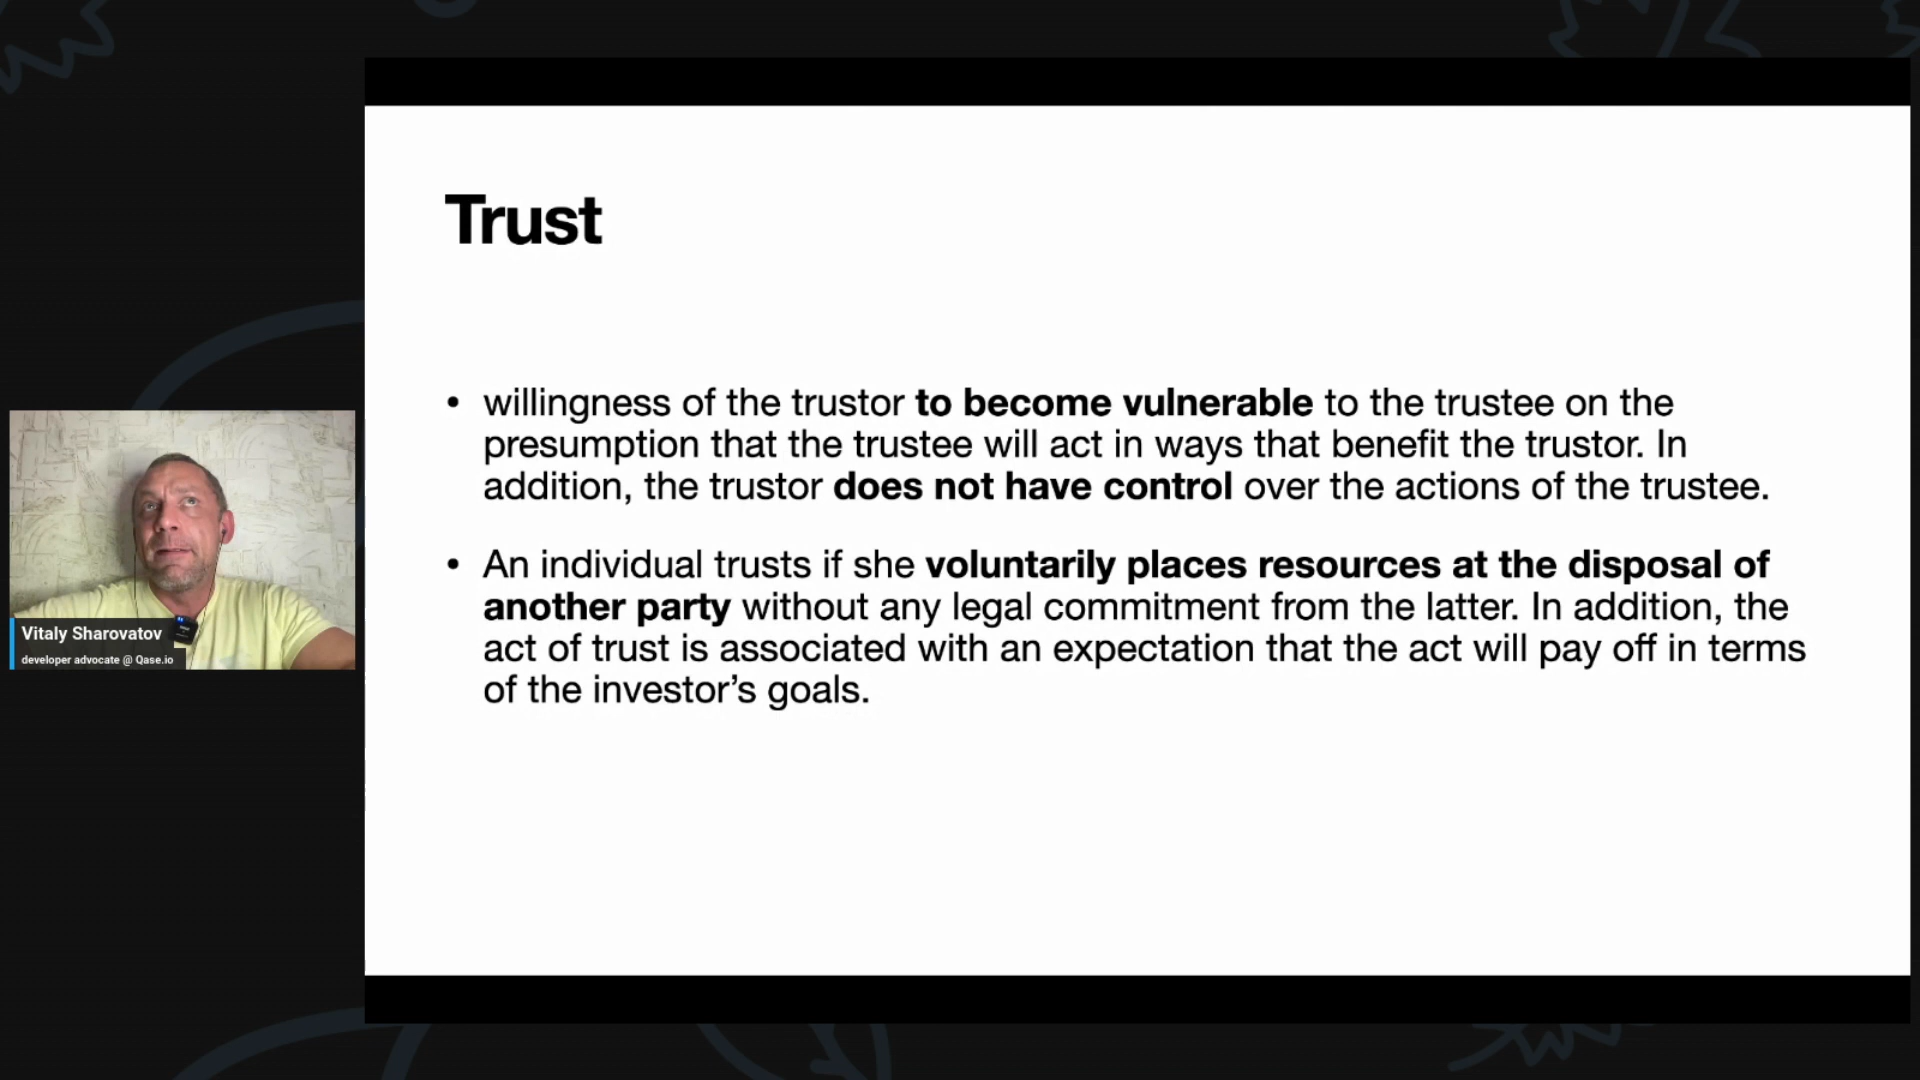 Trust
• willingness of the trustor to become vulnerable to the trustee on the
presumption that the trustee will act in ways that benefit the trustor. In
addition, the trustor does not have control over the actions of the trustee.
• An individual trusts if she voluntarily places resources at the disposal of
another party without any legal commitment from the latter. In addition, the
act of trust is associated with an expectation that the act will pay off in terms
of the investor’s goals.
Vitaly Sharovatov
developer advocate @ Qase.io